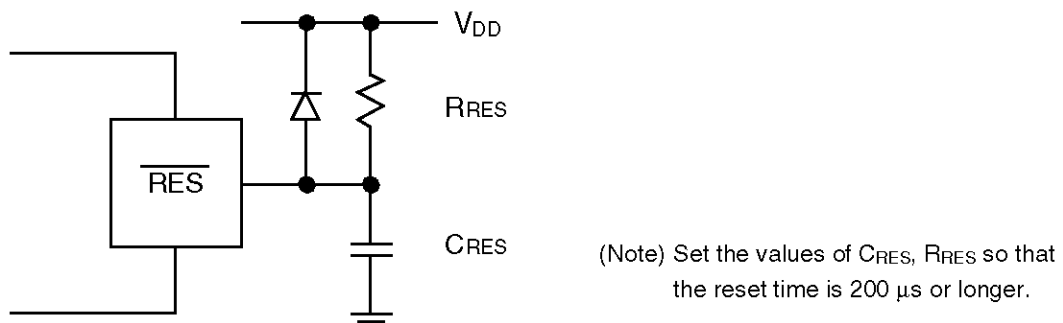 VDD
RRES
RES
CRES
(Note) Set the values of CRES, RRES so that
the reset time is 200 μs or longer.